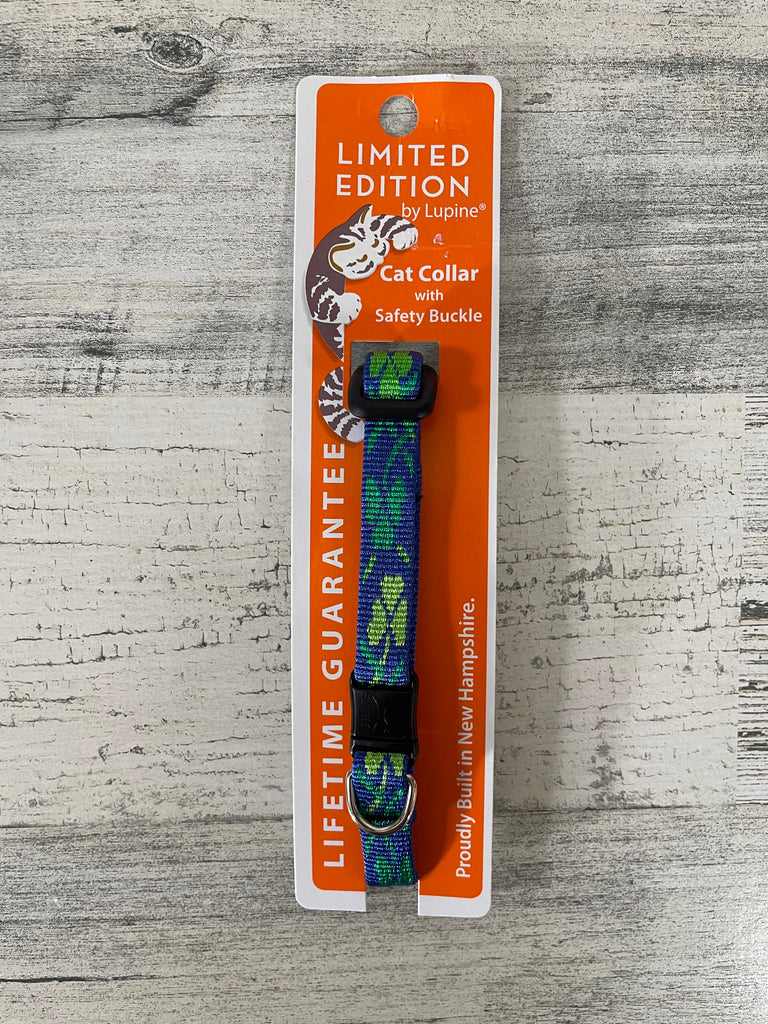 LIMITED
EDITION
by Lupine®
Cat Collar
with
Safety Buckle
LIFETIME GUARANTEE
Proudly Built in New Hampshire.